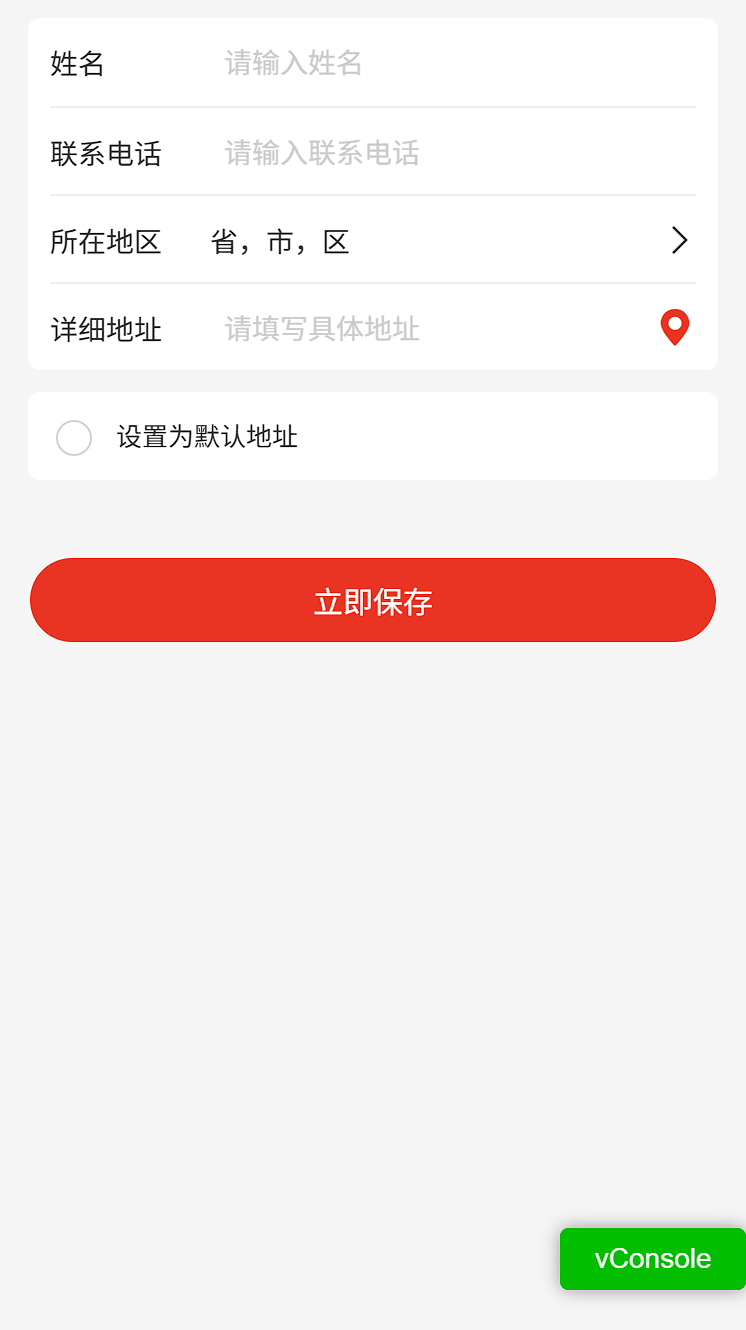 姓名 请输入姓名
联系电话 请输入联系电话
所在地区 省，市，区
详细地址 请填写具体地址
设置为默认地址
立即保存
vConsole